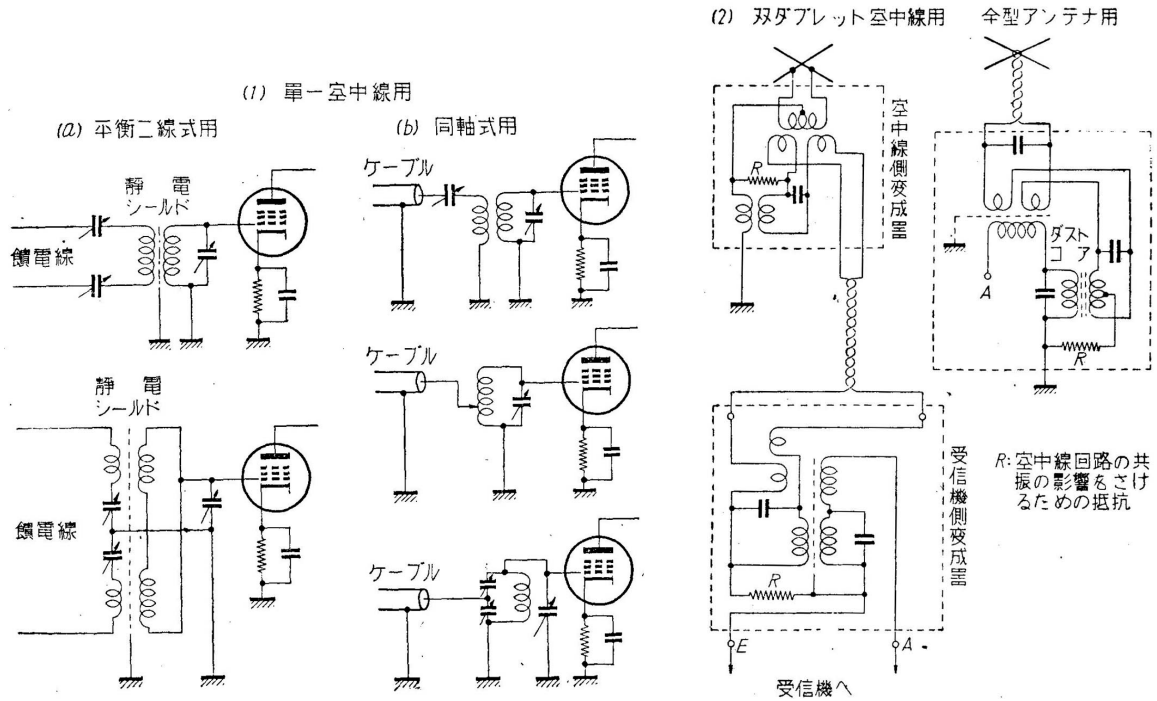 (1) 單一空中線用
(a) 平衡二線式用
静電
シールド
饋電線
静電
シールド
饋電線
(b) 同軸式用
ケーブル
ケーブル
ケーブル
(2) 双ダブレット空中線用
R
空中線側変成器
R
受信機側変成器
E
A
受信機へ
全型アンテナ用
A
ダスト
コア
R
R: 空中線回路の共
振の影響をさけ
るための抵抗